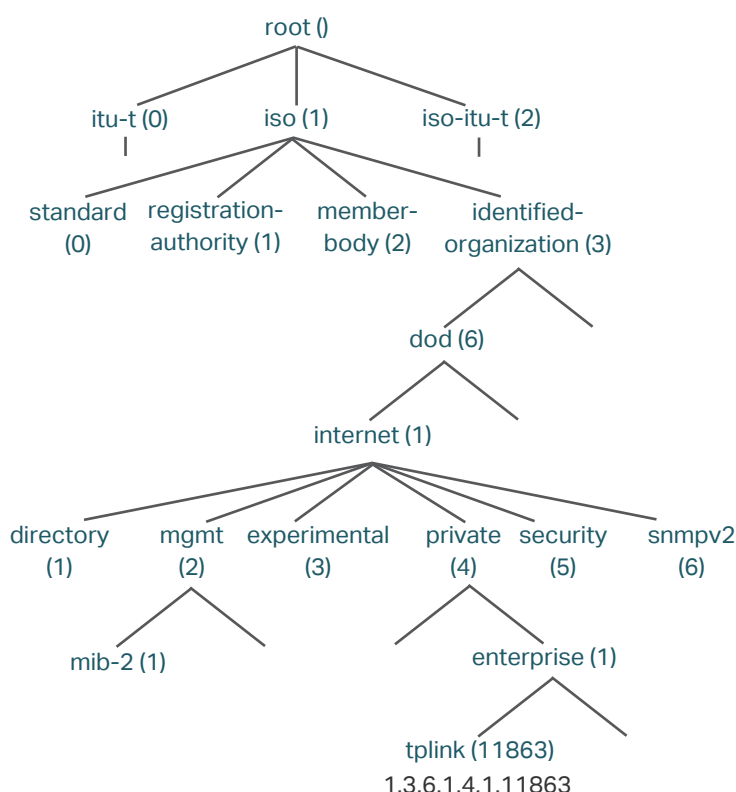 root ()
itu-t (0) iso (1) iso-itu-t (2)
standard
(0)
registration-
authority (1)
member-
body (2)
identified-
organization (3)
dod (6)
internet (1)
directory
(1)
mgmt
(2)
experimental
(3)
private
(4)
security
(5)
snmpv2
(6)
mib-2 (1)
enterprise (1)
tplink (11863)
1.3.6.1.4.1.11863